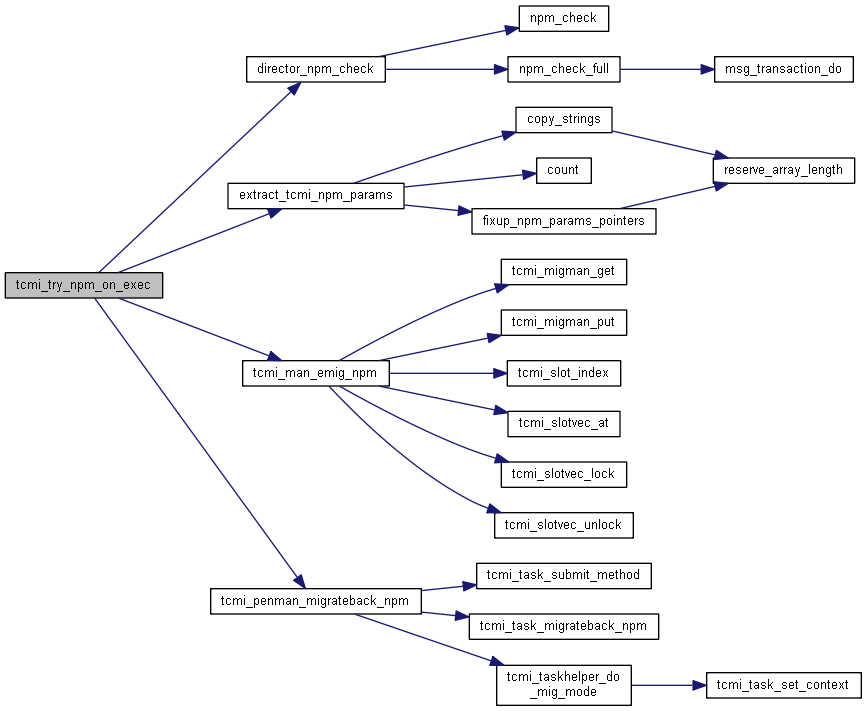 npm_check
director_npm_check
npm_check_full
msg_transaction_do
copy_strings
count
reserve_array_length
extract_tcmi_npm_params
fixup_npm_params_pointers
tcmi_try_npm_on_exec
tcmi_migman_get
tcmi_migman_put
tcmi_man_emig_npm
tcmi_slot_index
tcmi_slotvec_at
tcmi_slotvec_lock
tcmi_slotvec_unlock
tcmi_task_submit_method
tcmi_penman_migrateback_npm
tcmi_task_migrateback_npm
tcmi_taskhelper_do
_mig_mode
tcmi_task_set_context